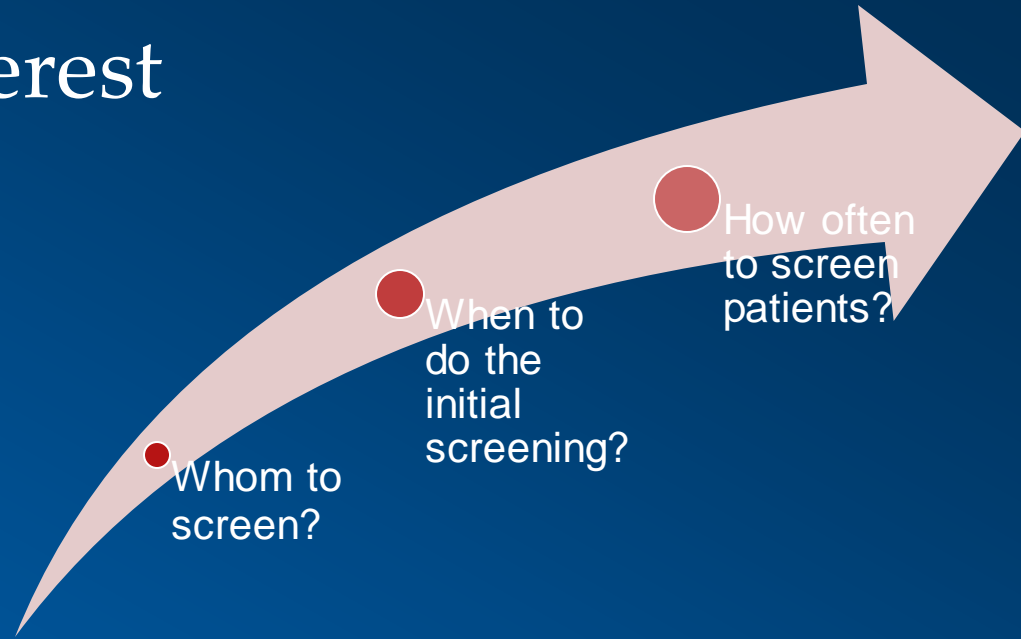 erest
Whom to
screen?
When to
do the
initial
screening?
How often
to screen
patients?